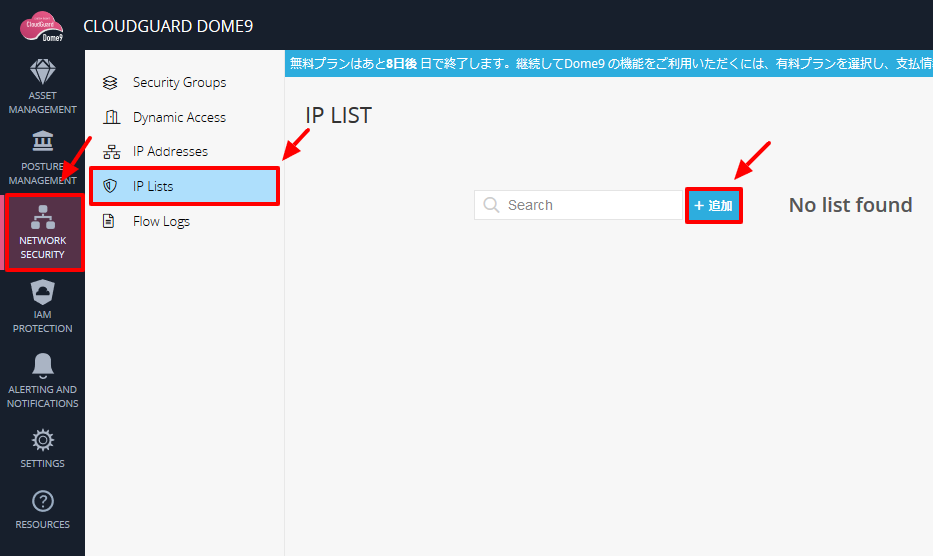 CloudGuard
Dome9
CLOUDGUARD DOME9
ASSET
MANAGEMENT
POSTURE
MANAGEMENT
NETWORK
SECURITY
IAM
PROTECTION
ALERTING AND
NOTIFICATIONS
SETTINGS
RESOURCES
Security Groups
Dynamic Access
IP Addresses
IP Lists
Flow Logs
無料プランはあと8日後 日で終了します。継続してDome9 の機能をご利用いただくには、有料プランを選択し、支払情
IP LIST
Search
+ 追加
No list found